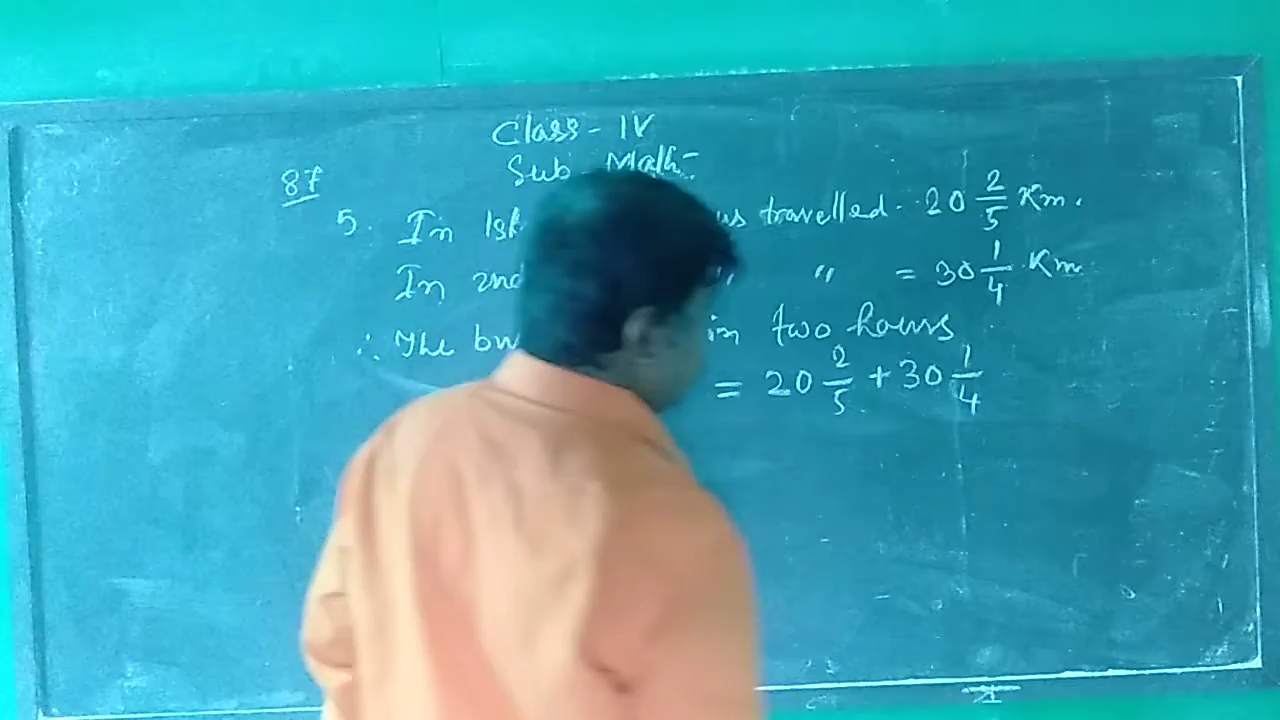 Class - IV
Sub Math
87
5. In 1st us travelled. 20 2/5 Km.
In 2nd " " = 30 1/4 Km
∴ The bu in two hours
= 20 2/5 + 30 1/4